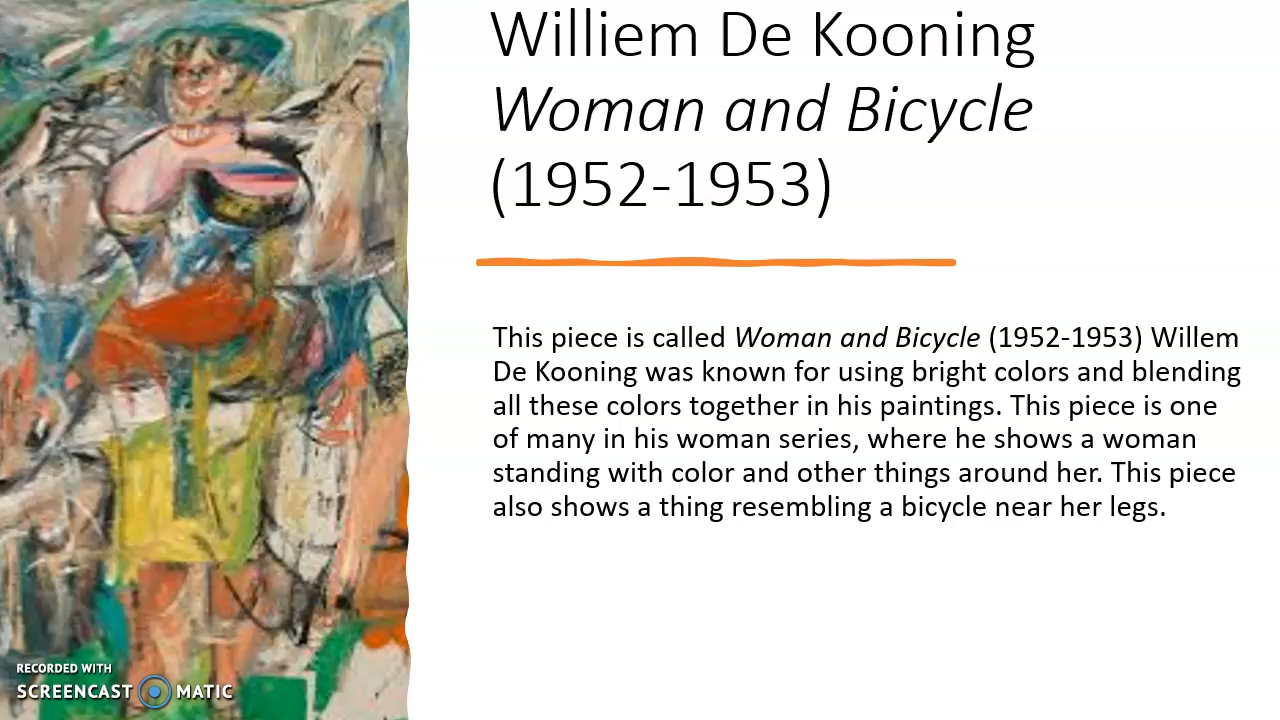 Williem De Kooning
Woman and Bicycle
(1952-1953)
This piece is called Woman and Bicycle (1952-1953) Willem
De Kooning was known for using bright colors and blending
all these colors together in his paintings. This piece is one
of many in his woman series, where he shows a woman
standing with color and other things around her. This piece
also shows a thing resembling a bicycle near her legs.
RECORDED WITH
SCREENCAST MATIC